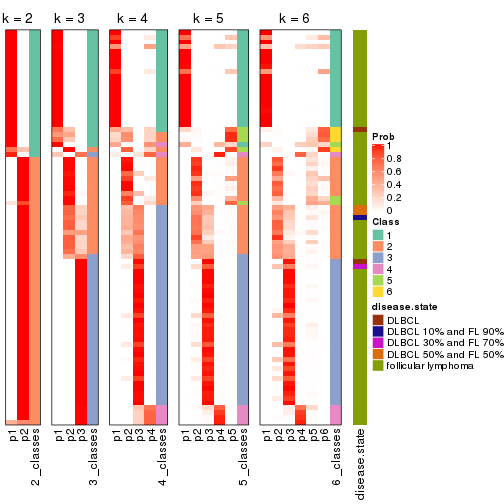 k = 2 k = 3 k = 4 k = 5 k = 6
Prob
1
0.8
0.6
0.4
0.2
0
Class
1
2
3
4
5
6
disease.state
DLBCL
DLBCL 10% and FL 90%
DLBCL 30% and FL 70%
DLBCL 50% and FL 50%
follicular lymphoma
p1 p2 2_classes p1 p2 p3 3_classes p1 p2 p3 p4 4_classes p1 p2 p3 p4 p5 5_classes p1 p2 p3 p4 p5 p6 6_classes disease.state